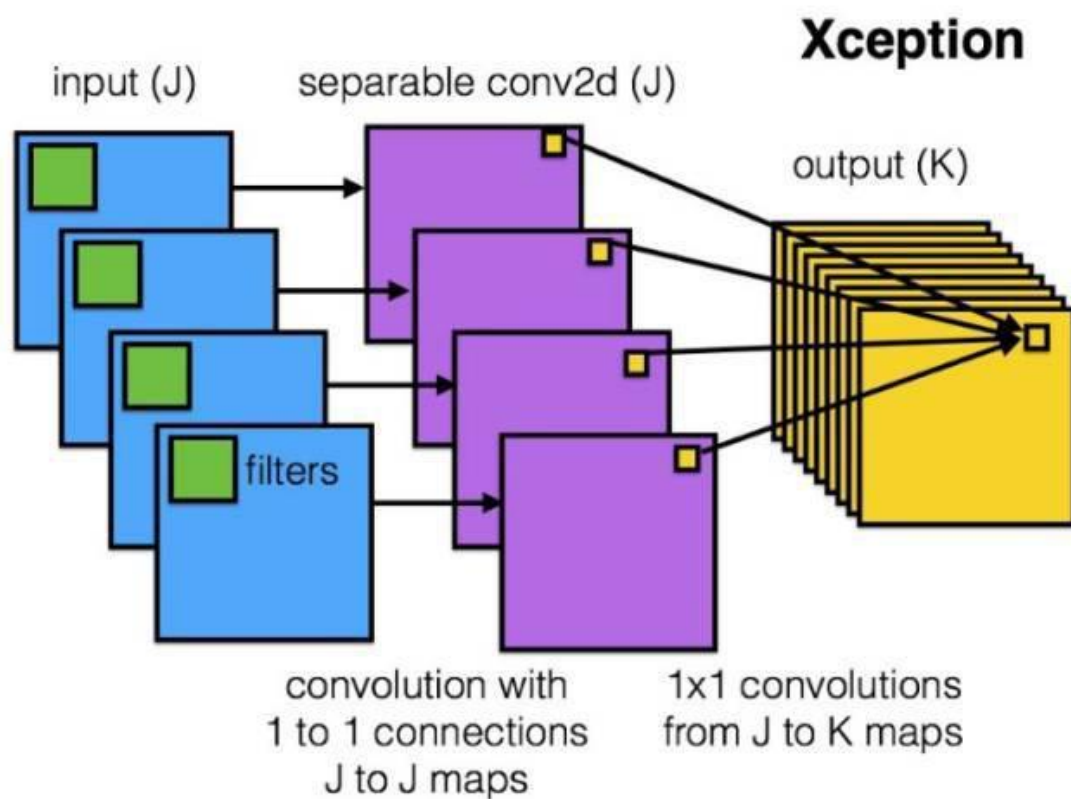 Xception
input (J)
separable conv2d (J)
output (K)
filters
convolution with
1 to 1 connections
J to J maps
1x1 convolutions
from J to K maps